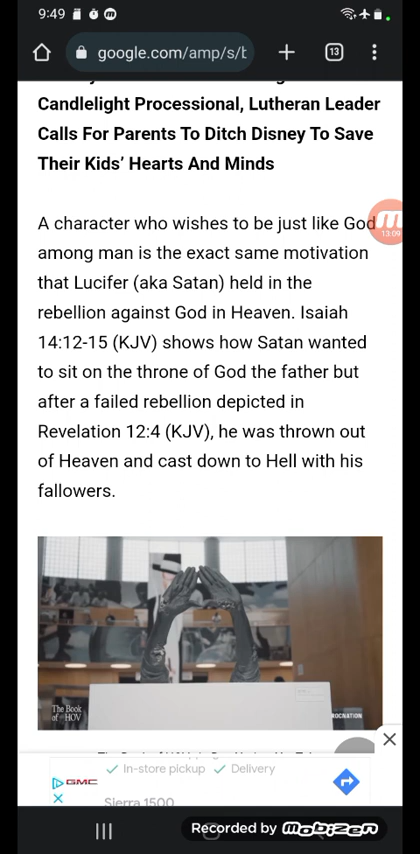 9:49
google.com/amp/s/t
13
Candlelight Processional, Lutheran Leader
Calls For Parents To Ditch Disney To Save
Their Kids’ Hearts And Minds
A character who wishes to be just like God
among man is the exact same motivation
that Lucifer (aka Satan) held in the
rebellion against God in Heaven. Isaiah
14:12-15 (KJV) shows how Satan wanted
to sit on the throne of God the father but
after a failed rebellion depicted in
Revelation 12:4 (KJV), he was thrown out
of Heaven and cast down to Hell with his
fallowers.
13:09
The Book
of HOV
ROCNATION
In-store pickup Delivery
GMC
Sierra 1500
Recorded by mobizen